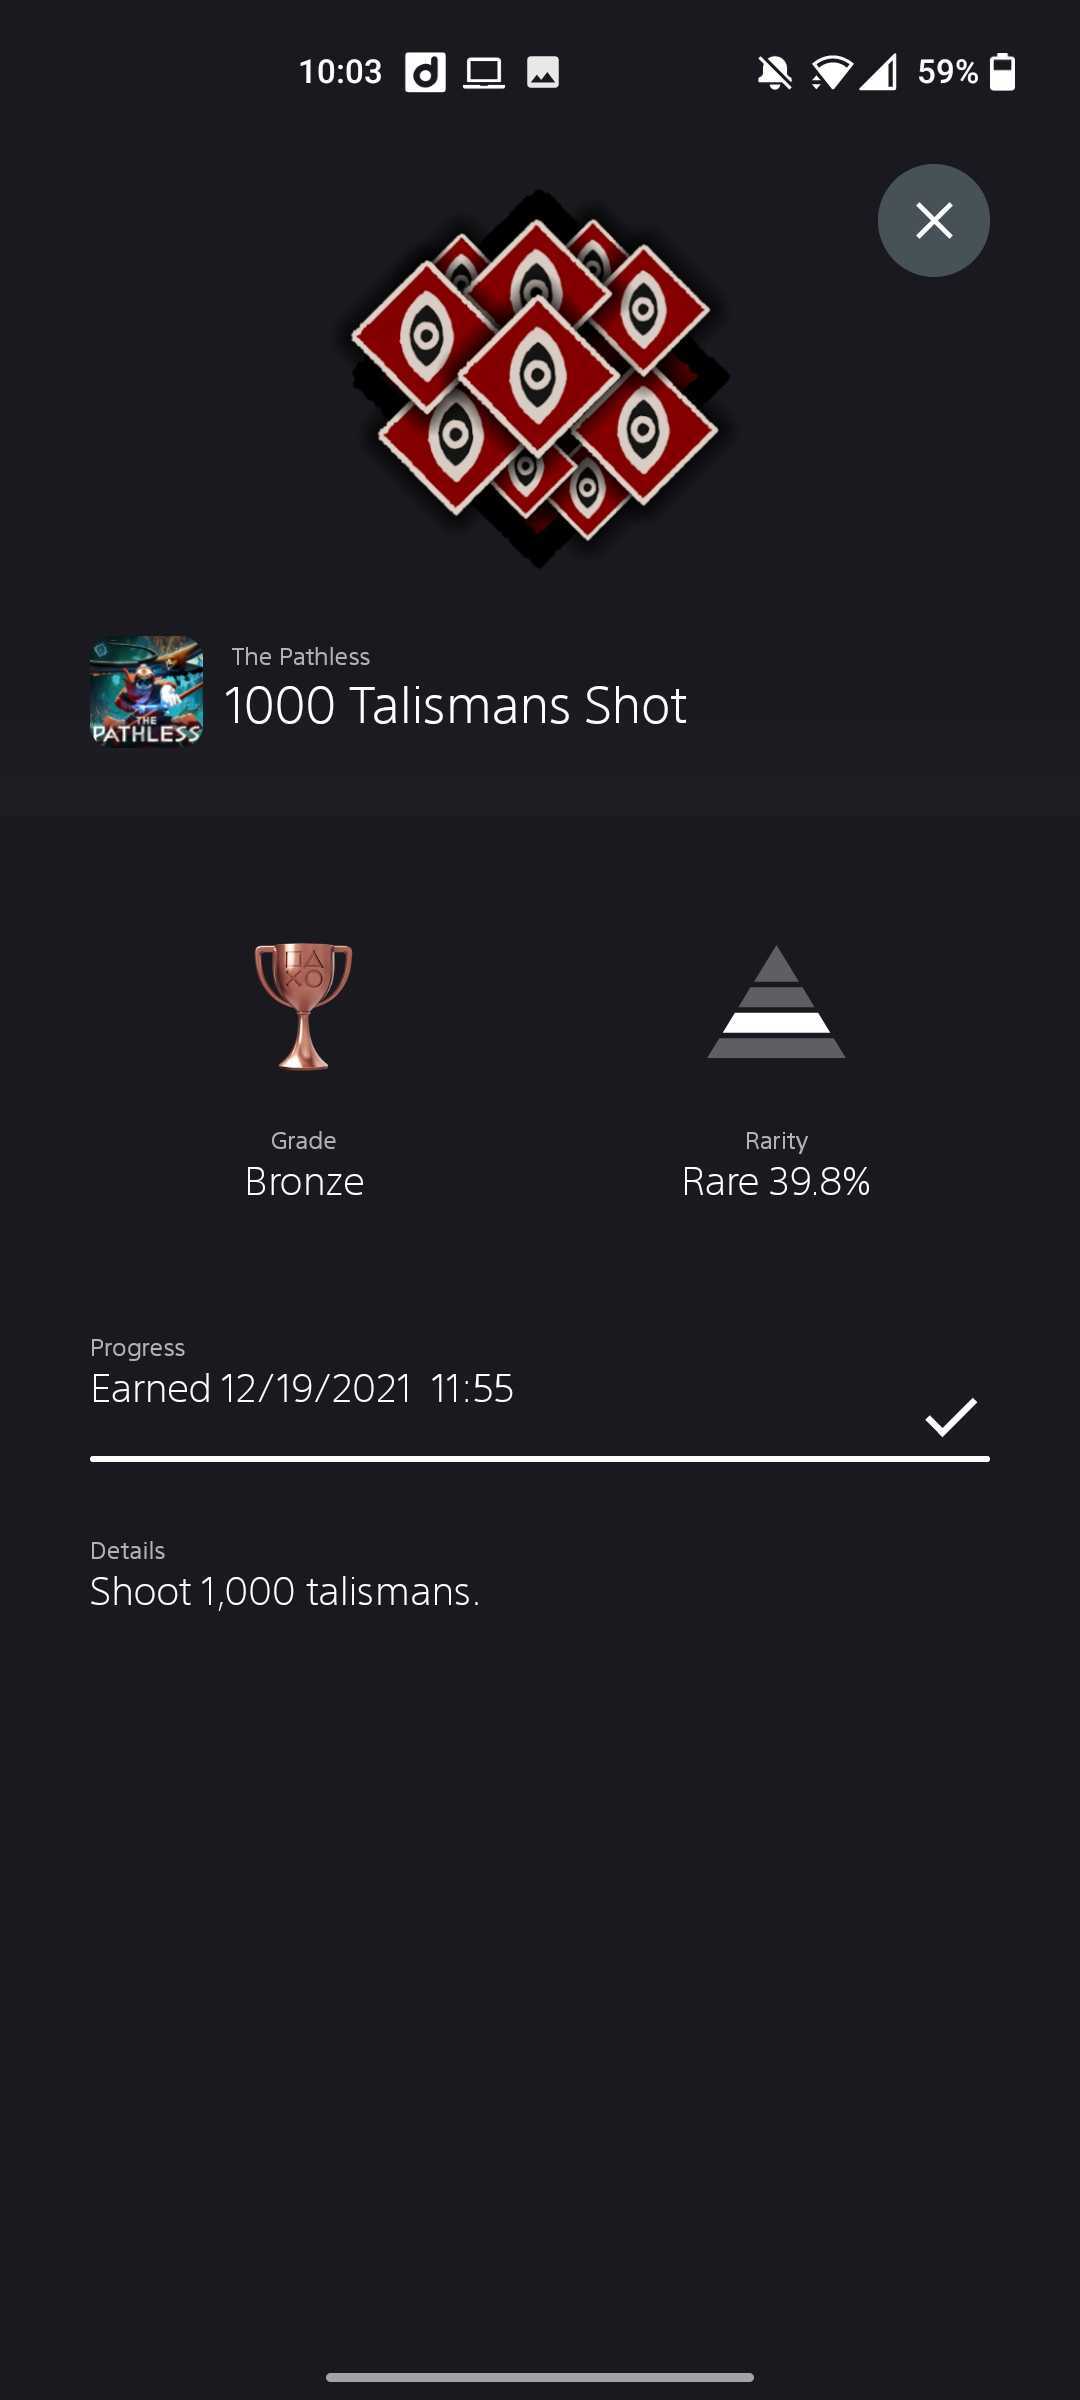 10:03
59%
The Pathless
1000 Talismans Shot
THE
PATHLESS
Grade
Bronze
Rarity
Rare 39.8%
Progress
Earned 12/19/2021 11:55
Details
Shoot 1,000 talismans.